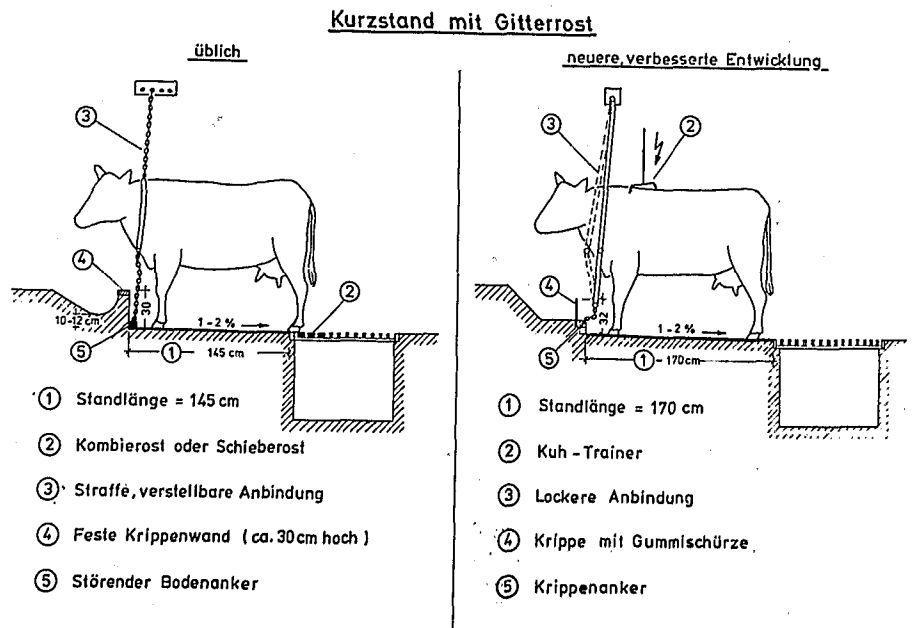 Kurzstand mit Gitterrost
üblich
3
4
30
10-12 cm
2
1-2 %
5
1
145 cm
1 Standlänge = 145 cm
2 Kombierost oder Schieberost
3 Straffe, verstellbare Anbindung
4 Feste Krippenwand (ca. 30 cm hoch)
5 Störender Bodenanker
neuere, verbesserte Entwicklung
3
2
4
32
1-2 %
5
1
-170cm
1 Standlänge = 170 cm
2 Kuh-Trainer
3 Lockere Anbindung
4 Krippe mit Gummischürze
5 Krippenanker